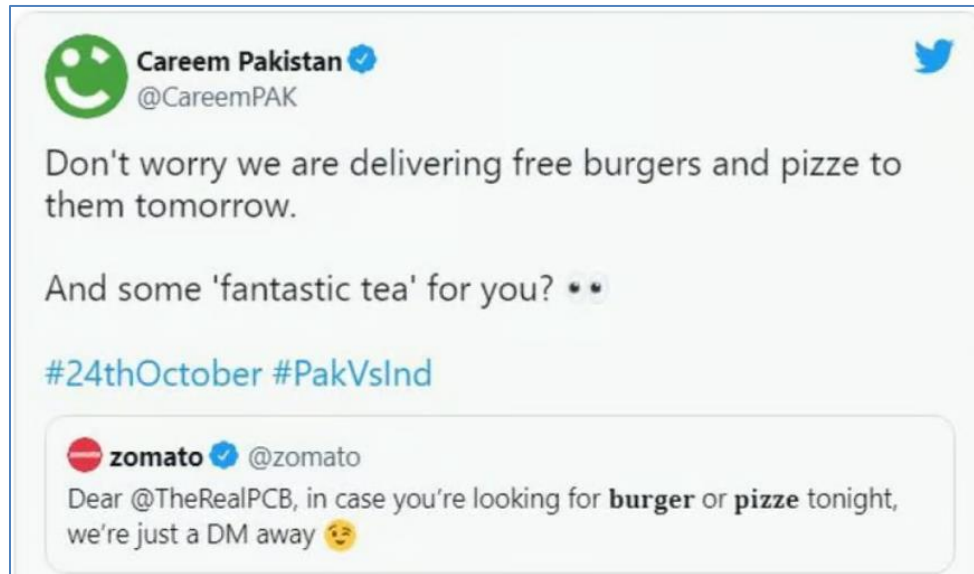 Careem Pakistan
@CareemPAK
Don't worry we are delivering free burgers and pizze to
them tomorrow.
And some 'fantastic tea' for you? 👀
#24thOctober #PakVsInd
zomato @zomato
Dear @TheRealPCB, in case you’re looking for burger or pizze tonight,
we’re just a DM away 😉